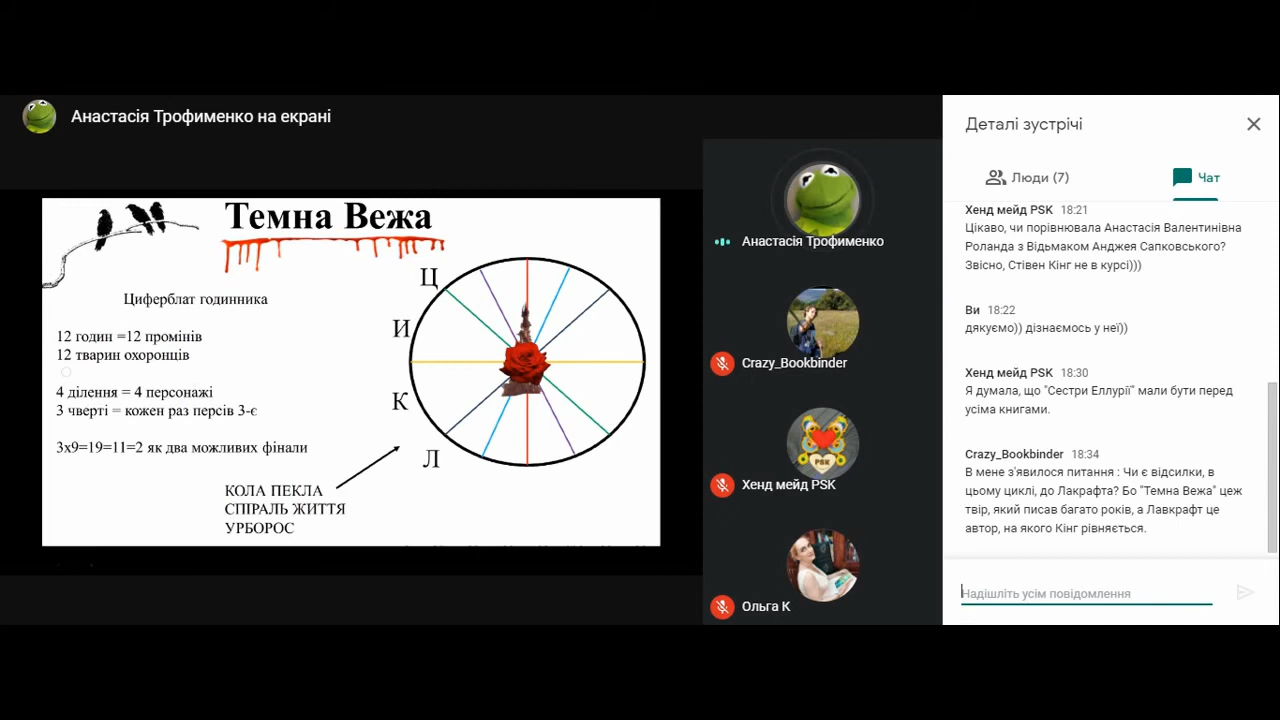 Анастасія Трофименко на екрані
Темна Вежа
Циферблат годинника
12 годин =12 промінів
12 тварин охоронців
4 ділення = 4 персонажі
3 чверті = кожен раз персів 3-є
3х9=19=11=2 як два можливих фінали
КОЛА ПЕКЛА
СПІРАЛЬ ЖИТТЯ
УРБОРОС
Ц
И
К
Л
Анастасія Трофименко
Crazy_Bookbinder
PSK
Хенд мейд PSK
Ольга К
Деталі зустрічі
Люди (7)
Чат
Хенд мейд PSK 18:21
Цікаво, чи порівнювала Анастасія Валентинівна
Роланда з Відьмаком Анджея Сапковського?
Звісно, Стівен Кінг не в курсі)))
Ви 18:22
дякуємо)) дізнаємось у неї))
Хенд мейд PSK 18:30
Я думала, що "Сестри Еллурії" мали бути перед
усіма книгами.
Crazy_Bookbinder 18:34
В мене з'явилося питання : Чи є відсилки, в
цьому циклі, до Лакрафта? Бо "Темна Вежа" цеж
твір, який писав багато років, а Лавкрафт це
автор, на якого Кінг рівняється.
Надішліть усім повідомлення